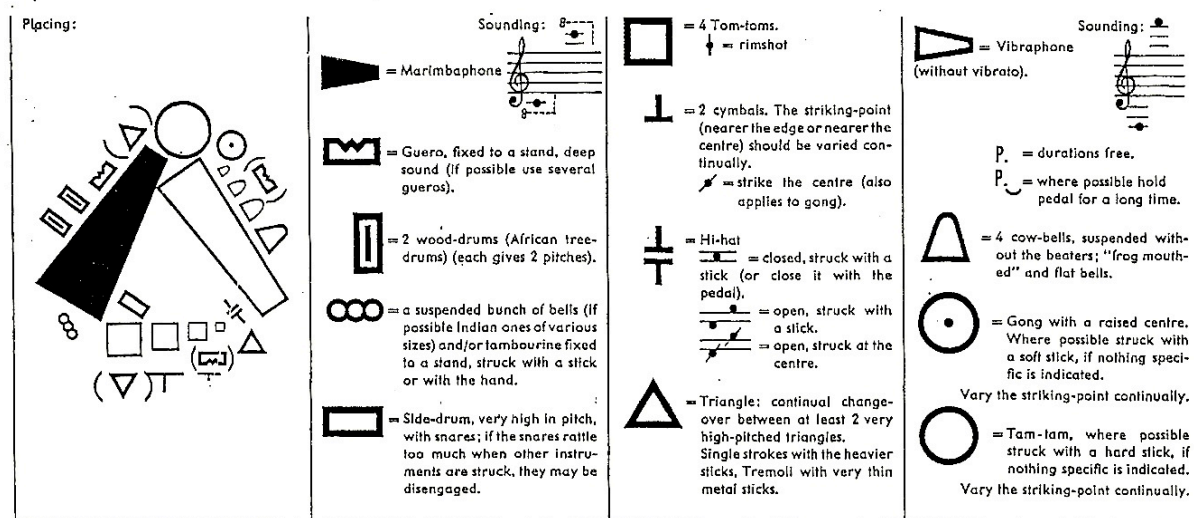 Placing:
Sounding: 8
= Marimbaphone
8
= Guero, fixed to a stand, deep
sound (if possible use several
gueros).
= 2 wood-drums (African tree-
drums) (each gives 2 pitches).
= a suspended bunch of bells (if
possible Indian ones of various
sizes) and/or tambourine fixed
to a stand, struck with a stick
or with the hand.
= Side-drum, very high in pitch,
with snares; if the snares rattle
too much when other instru-
ments are struck, they may be
disengaged.
= 4 Tom-toms.
= rimshot
= 2 cymbals. The striking-point
(nearer the edge or nearer the
centre) should be varied con-
tinually.
= strike the centre (also
applies to gong).
= Hi-hat
= closed, struck with a
stick (or close it with the
pedal).
= open, struck with
a stick.
= open, struck at the
centre.
= Triangle: continual change-
over between at least 2 very
high-pitched triangles.
Single strokes with the heavier
sticks, Tremoli with very thin
metal sticks.
Sounding:
= Vibraphone
(without vibrato).
P. = durations free.
P. = where possible hold
pedal for a long time.
= 4 cow-bells, suspended with-
out the beaters; "frog mouth-
ed" and flat bells.
= Gong with a raised centre.
Where possible struck with
a soft stick, if nothing speci-
fic is indicated.
Vary the striking-point continually.
= Tam-tam, where possible
struck with a hard stick, if
nothing specific is indicated.
Vary the striking-point continually.